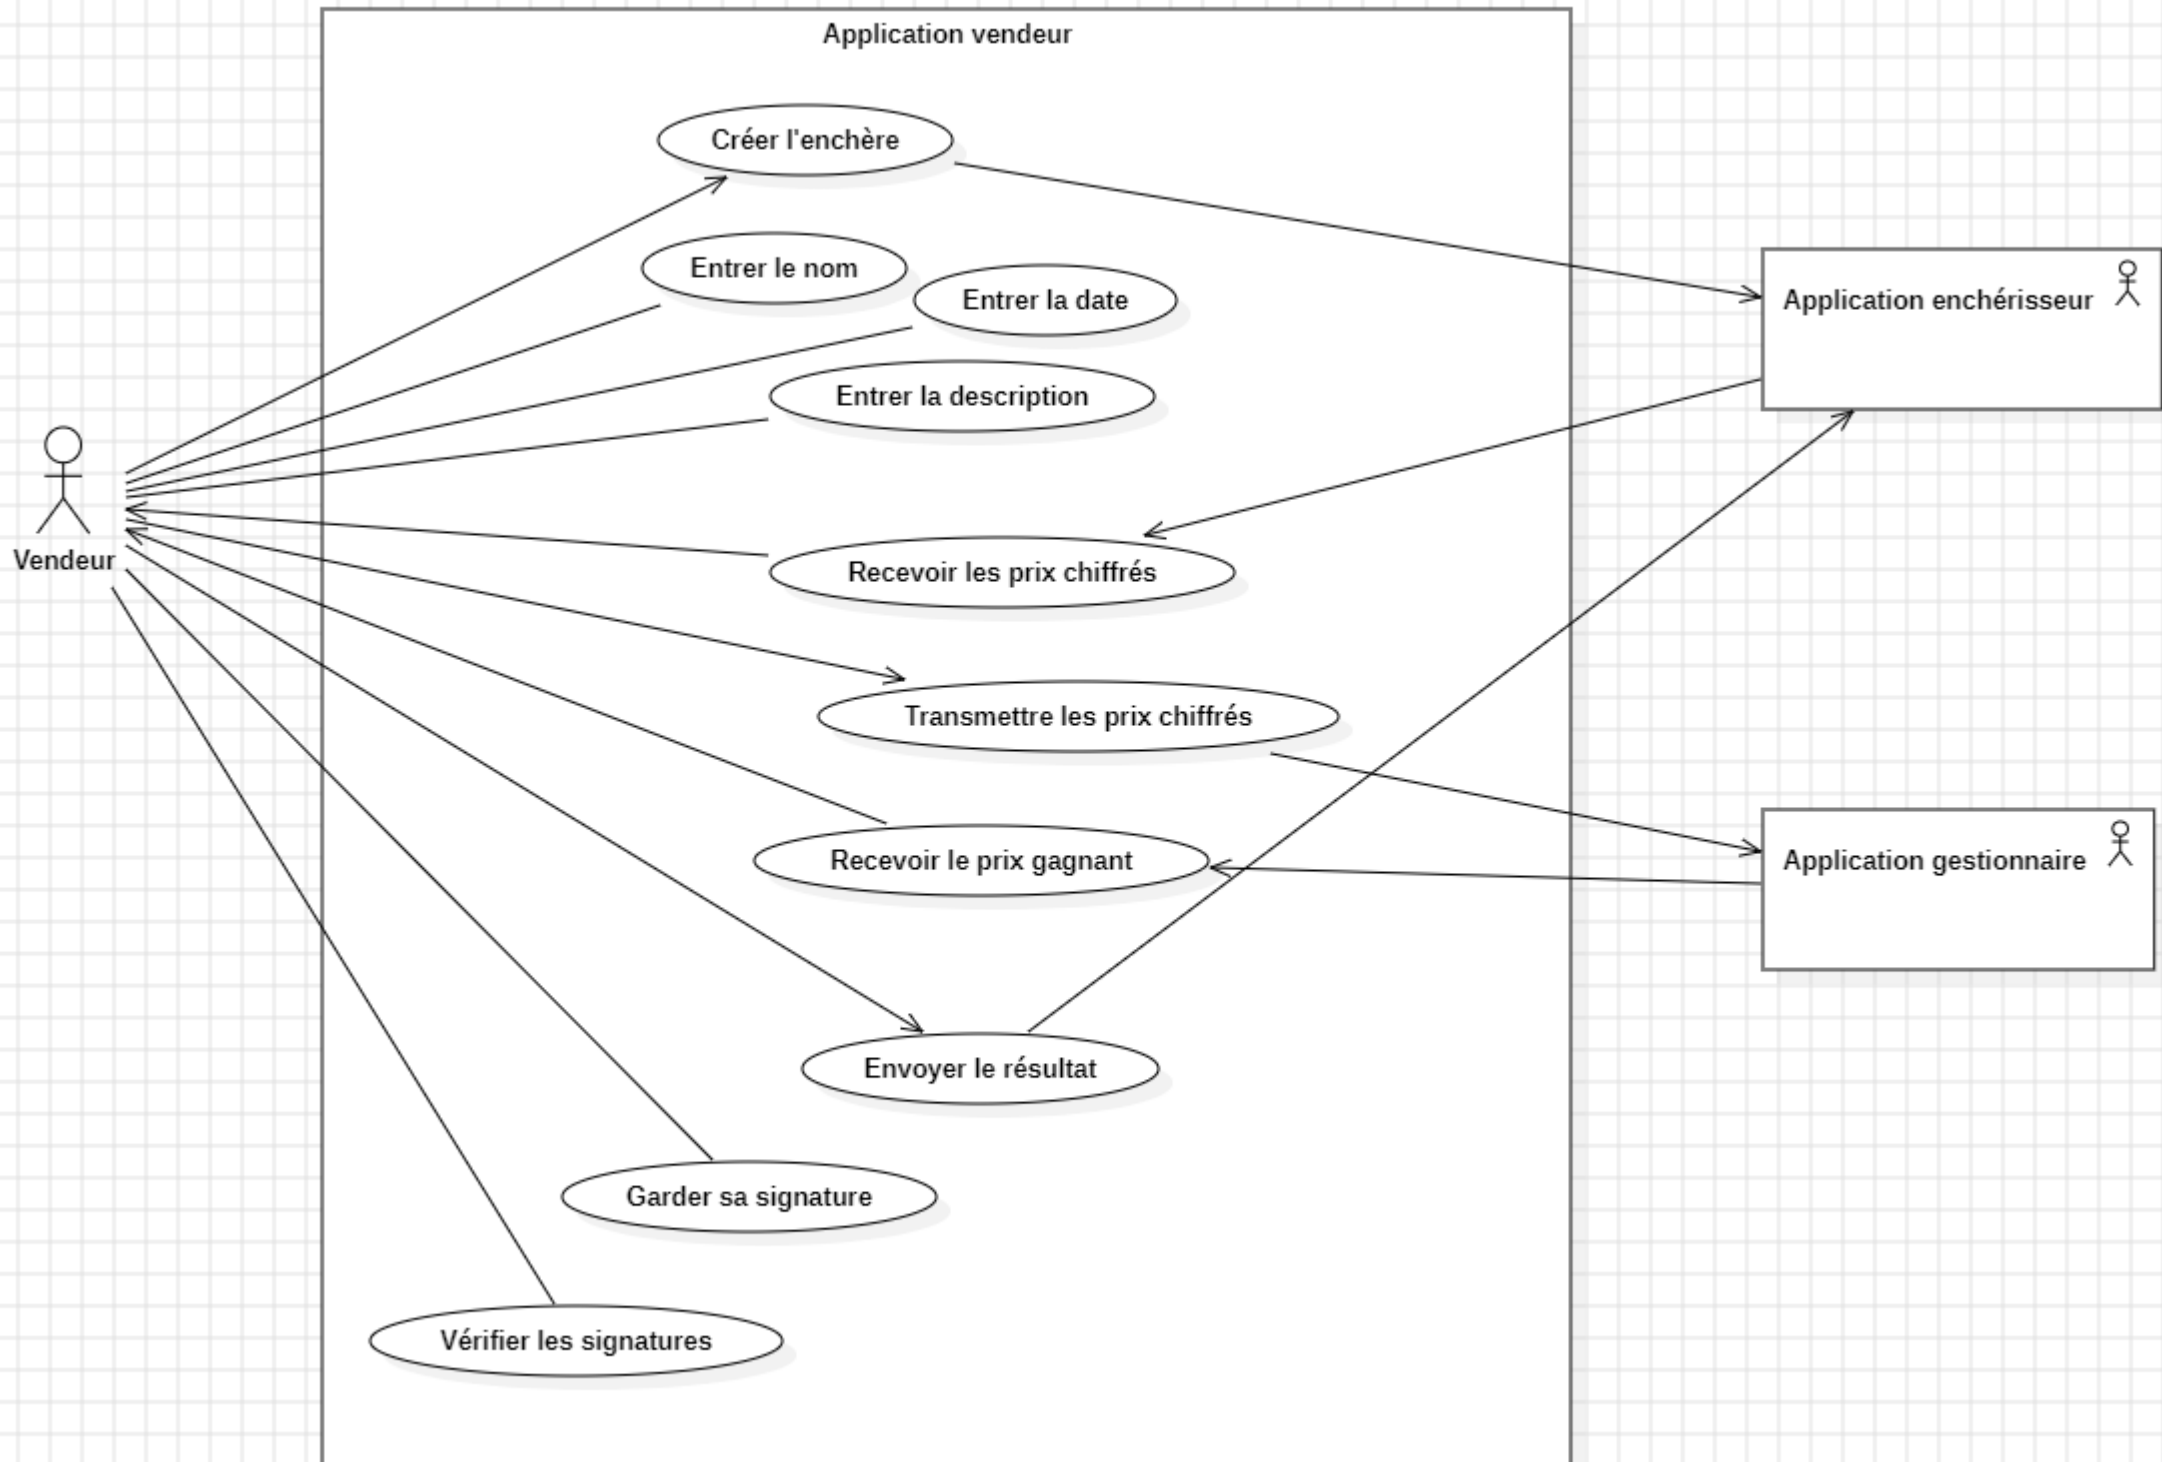 Application vendeur
Créer l'enchère
Entrer le nom
Entrer la date
Application enchérisseur
Entrer la description
Vendeur
Recevoir les prix chiffrés
Transmettre les prix chiffrés
Recevoir le prix gagnant
Application gestionnaire
Envoyer le résultat
Garder sa signature
Vérifier les signatures